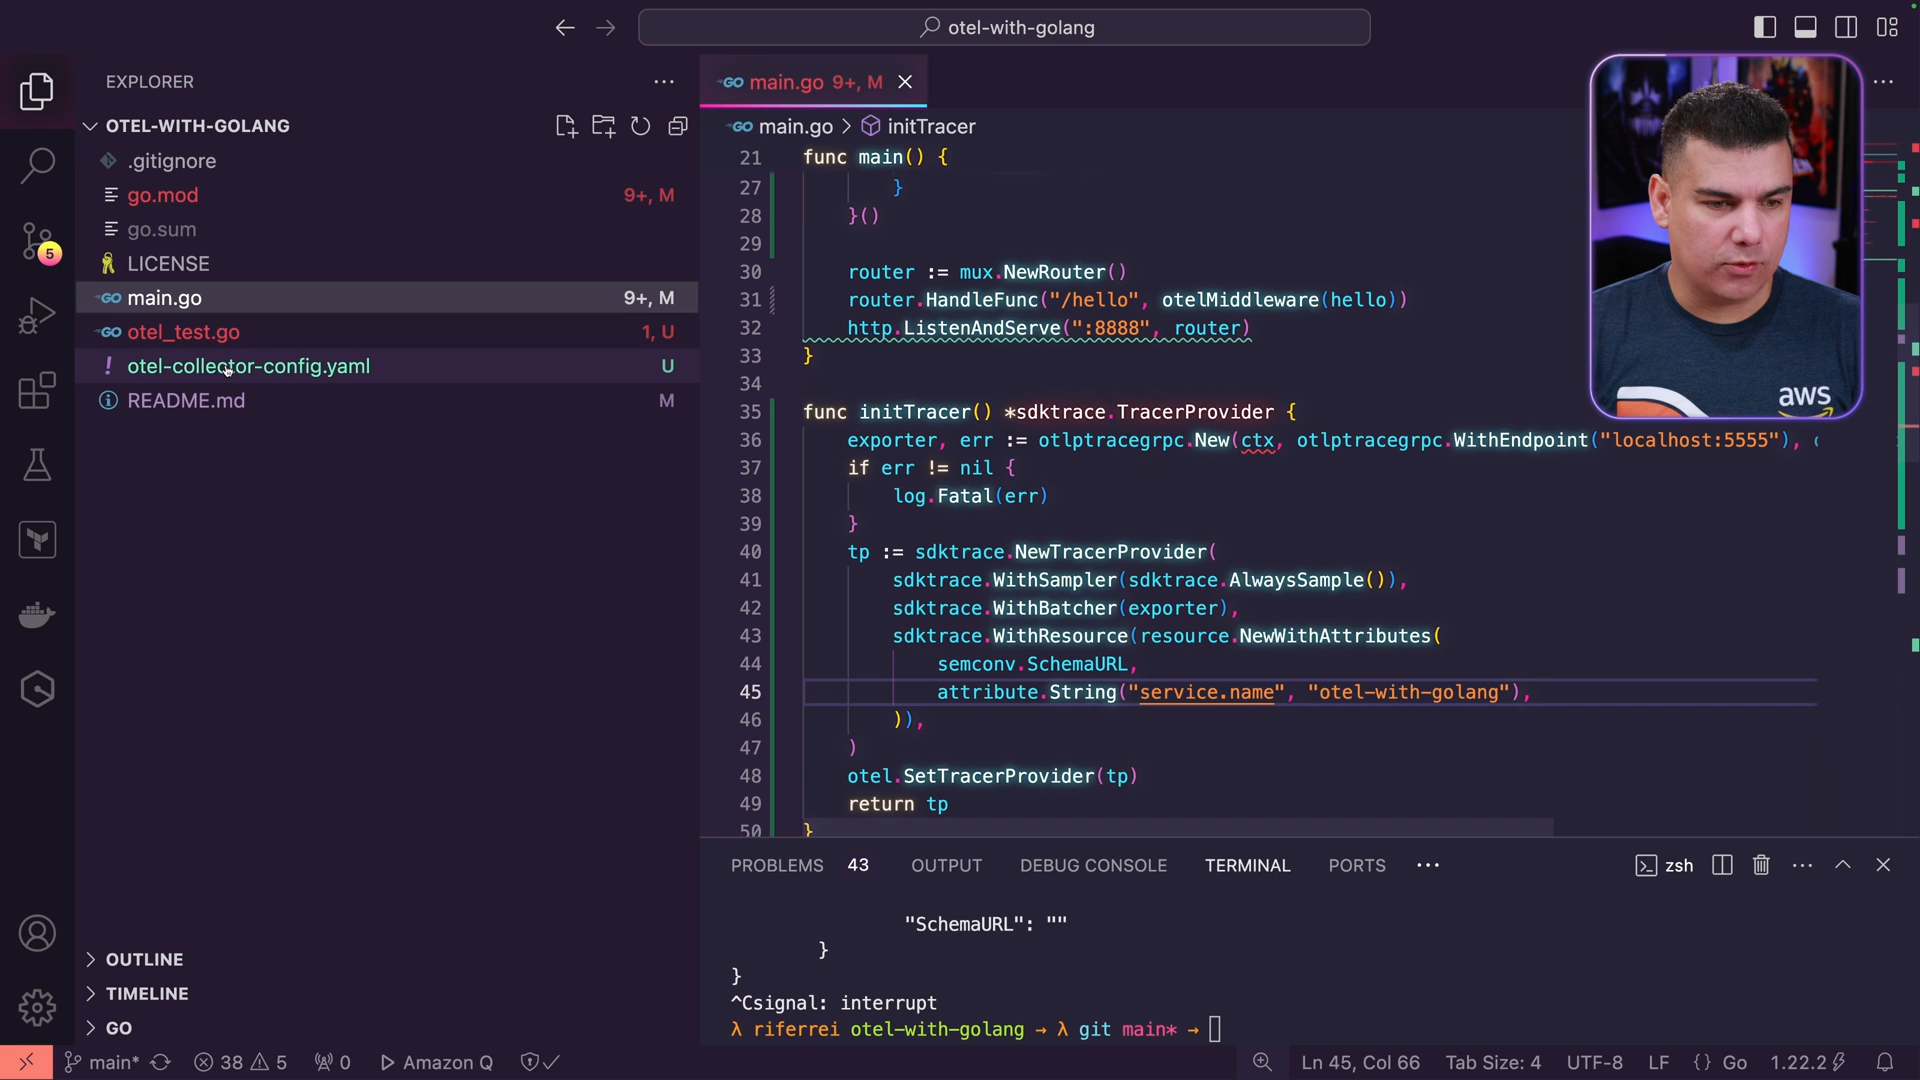 otel-with-golang
EXPLORER
OTEL-WITH-GOLANG
.gitignore
go.mod 9+, M
go.sum
LICENSE
GO main.go 9+, M
GO otel_test.go 1, U
! otel-collector-config.yaml U
README.md M
OUTLINE
TIMELINE
GO
5
GO main.go 9+, M
GO main.go > initTracer
21 func main() {
27 }
28 }()
29
30 router := mux.NewRouter()
31 router.HandleFunc("/hello", otelMiddleware(hello))
32 http.ListenAndServe(":8888", router)
33 }
34
35 func initTracer() *sdktrace.TracerProvider {
36 exporter, err := otlptracegrpc.New(ctx, otlptracegrpc.WithEndpoint("localhost:5555"),
37 if err != nil {
38 log.Fatal(err)
39 }
40 tp := sdktrace.NewTracerProvider(
41 sdktrace.WithSampler(sdktrace.AlwaysSample()),
42 sdktrace.WithBatcher(exporter),
43 sdktrace.WithResource(resource.NewWithAttributes(
44 semconv.SchemaURL,
45 attribute.String("service.name", "otel-with-golang"),
46 )),
47 )
48 otel.SetTracerProvider(tp)
49 return tp
50 }
aws
PROBLEMS 43 OUTPUT DEBUG CONSOLE TERMINAL PORTS zsh
"SchemaURL": ""
}
}
^Csignal: interrupt
λ riferrei otel-with-golang → λ git main* →
main* 38 5 0 Amazon Q Ln 45, Col 66 Tab Size: 4 UTF-8 LF {} Go 1.22.2